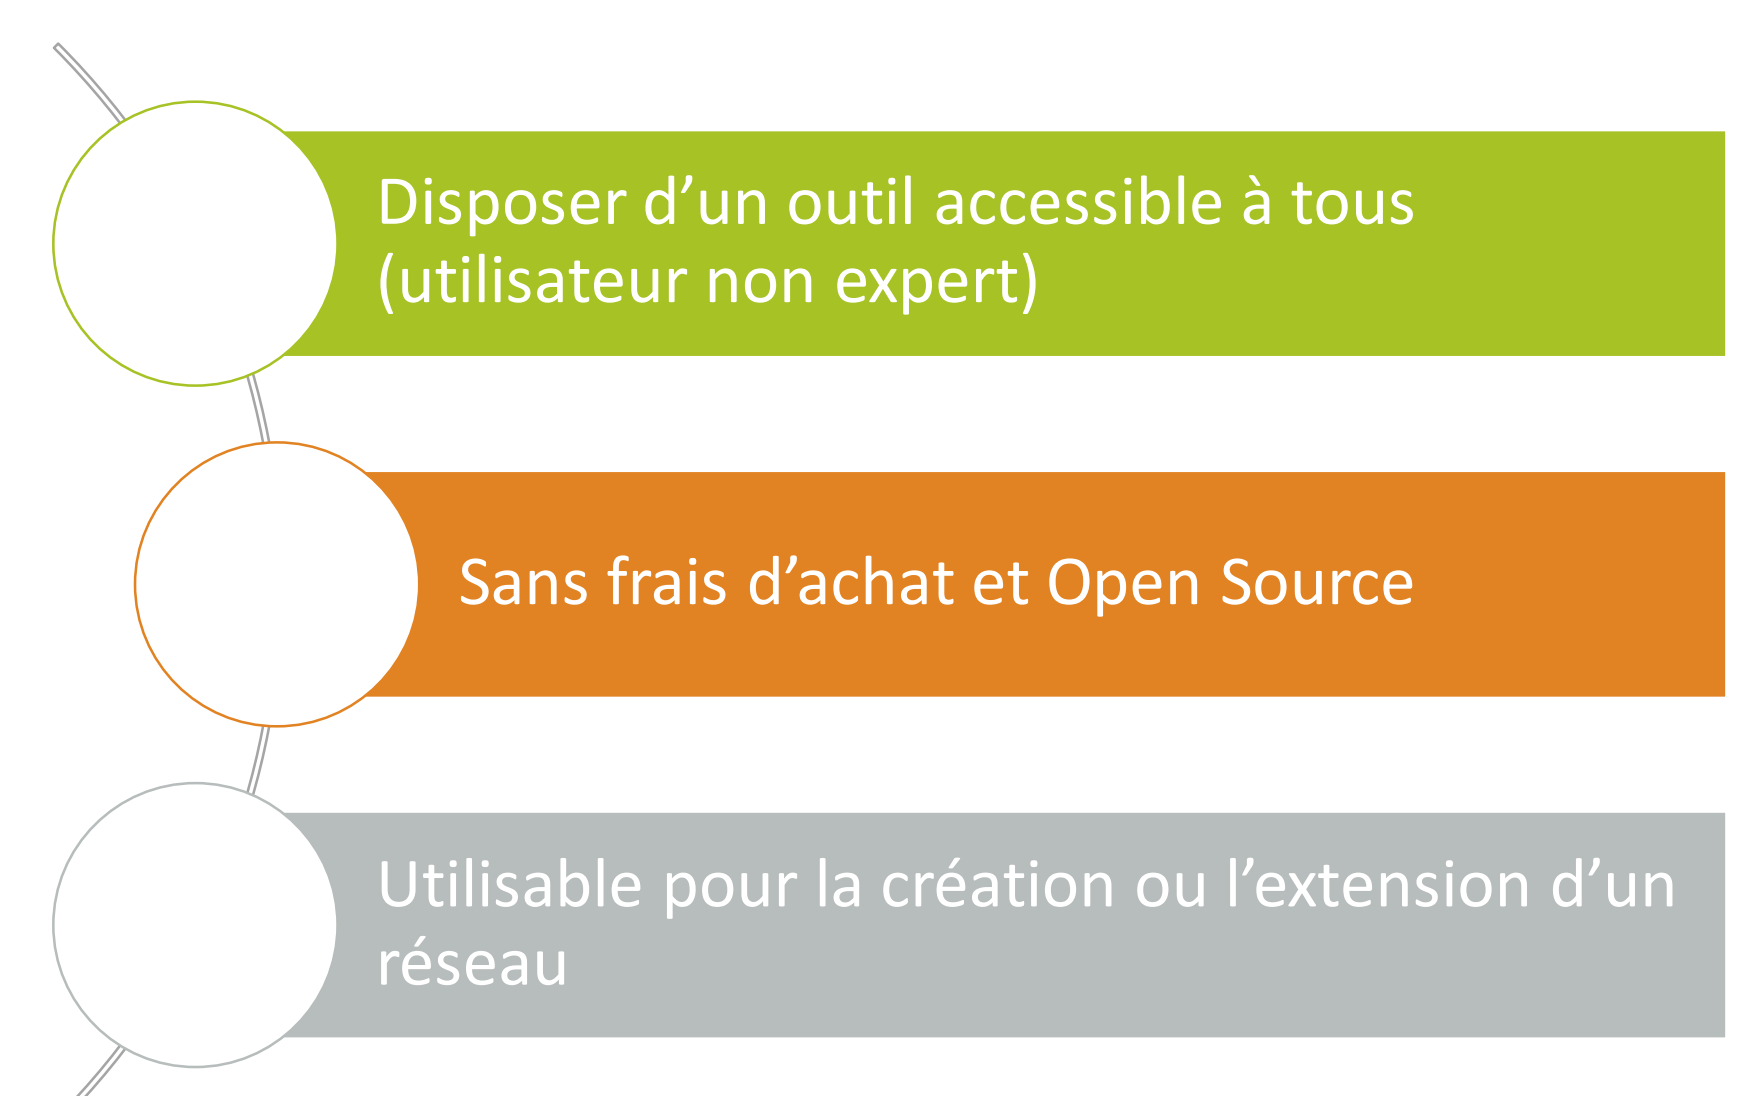 Disposer d’un outil accessible à tous
(utilisateur non expert)
Sans frais d’achat et Open Source
Utilisable pour la création ou l’extension d’un
réseau